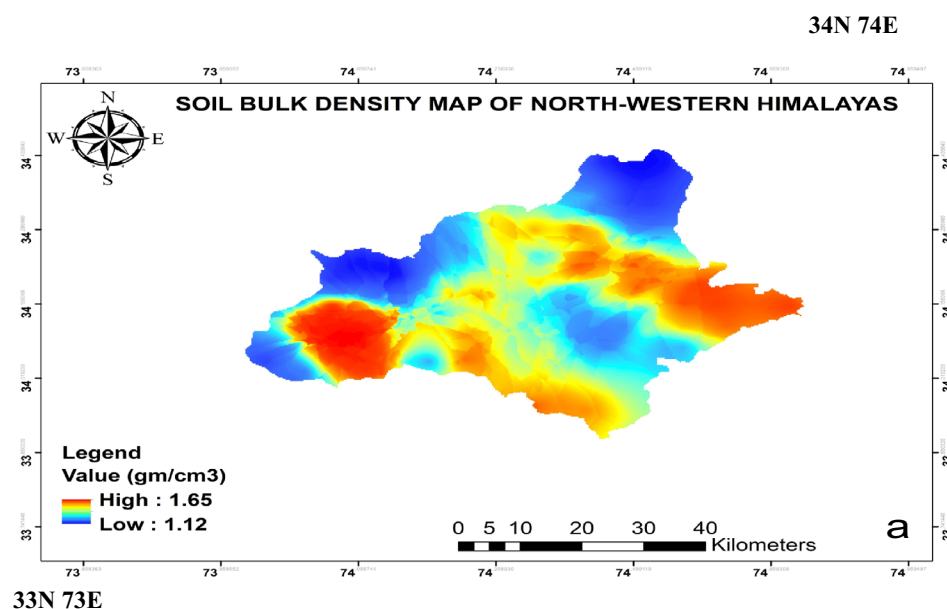 34N 74E
73 73 74 74 74 74 74
SOIL BULK DENSITY MAP OF NORTH-WESTERN HIMALAYAS
N
W E
S
34 34
34 34
34 34
34 34
33 33
33 33
Legend
Value (gm/cm3)
High : 1.65
Low : 1.12
0 5 10 20 30 40
Kilometers
a
73 73 74 74 74 74 74
33N 73E